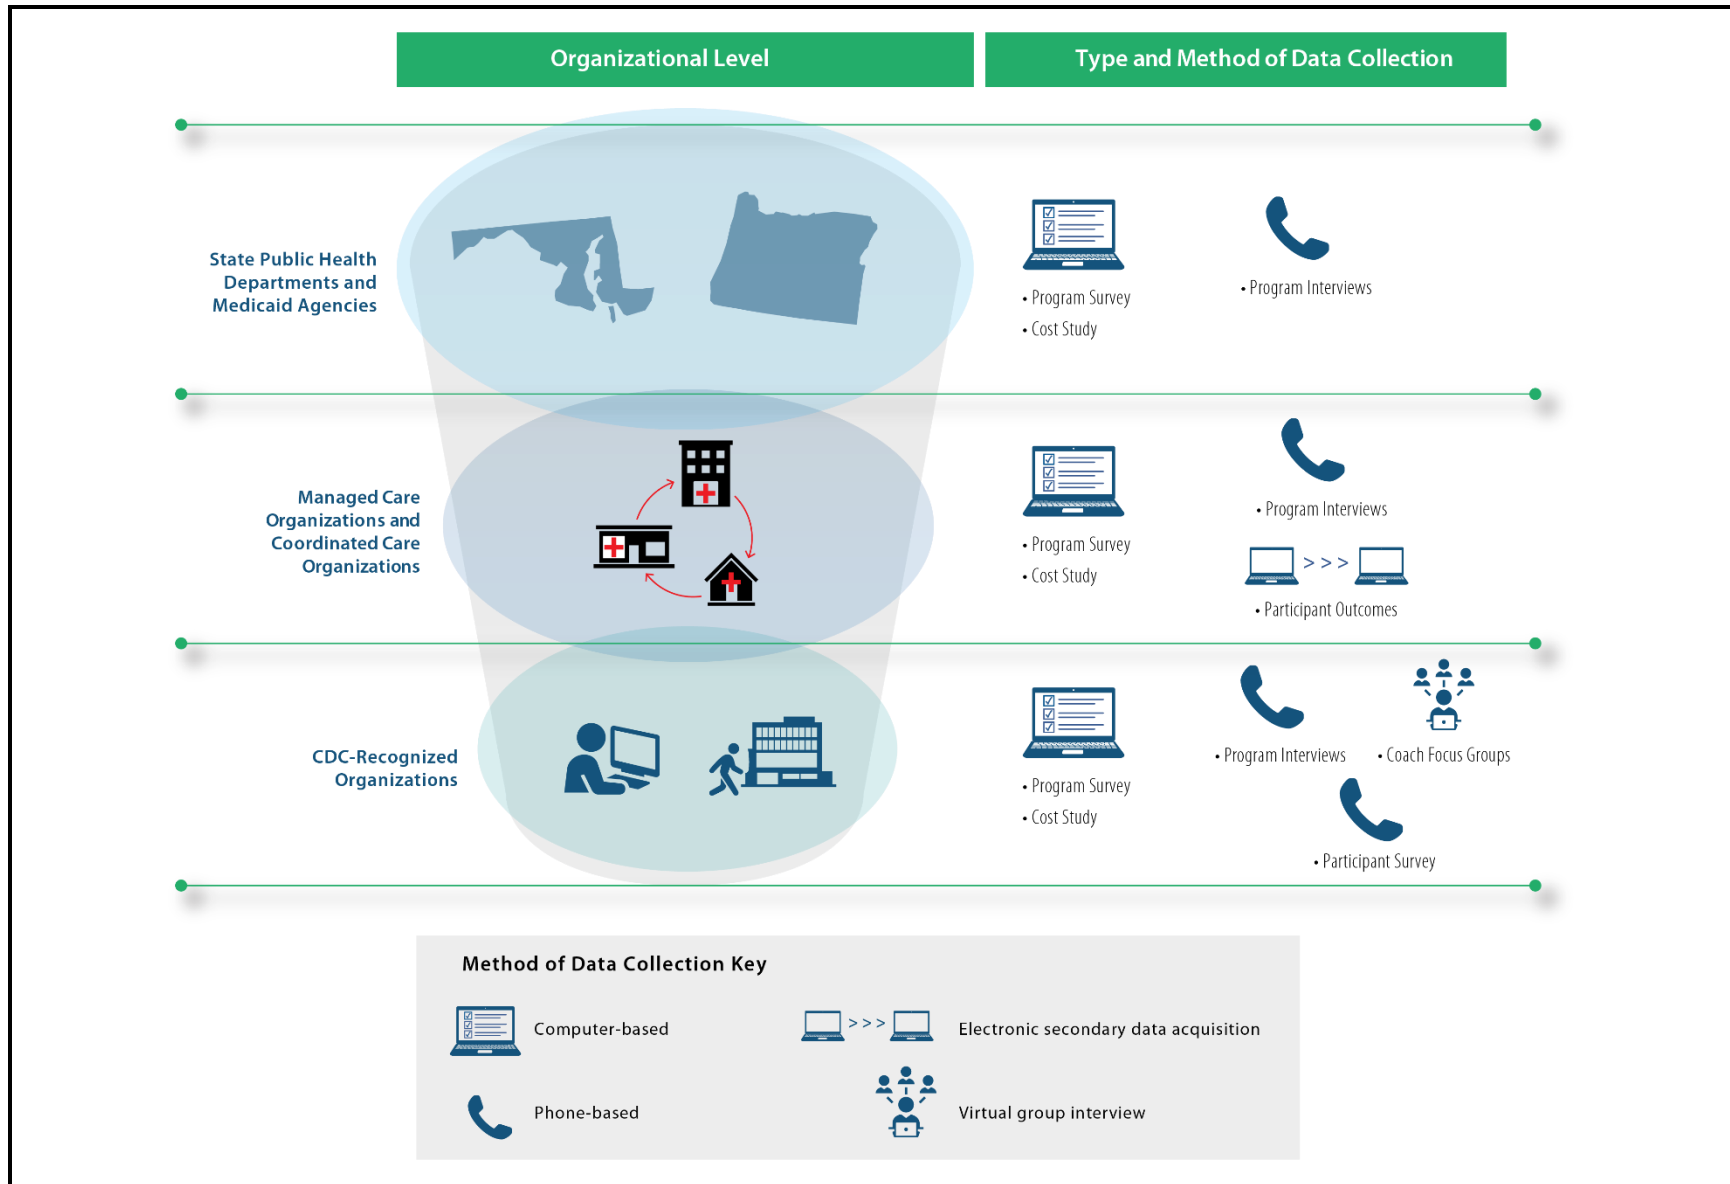 Organizational Level
Type and Method of Data Collection
State Public Health
Departments and
Medicaid Agencies
• Program Survey
• Cost Study
• Program Interviews
Managed Care
Organizations and
Coordinated Care
Organizations
• Program Survey
• Cost Study
• Program Interviews
> > >
• Participant Outcomes
CDC-Recognized
Organizations
• Program Survey
• Cost Study
• Program Interviews
• Coach Focus Groups
• Participant Survey
Method of Data Collection Key
Computer-based
> > >
Electronic secondary data acquisition
Phone-based
Virtual group interview